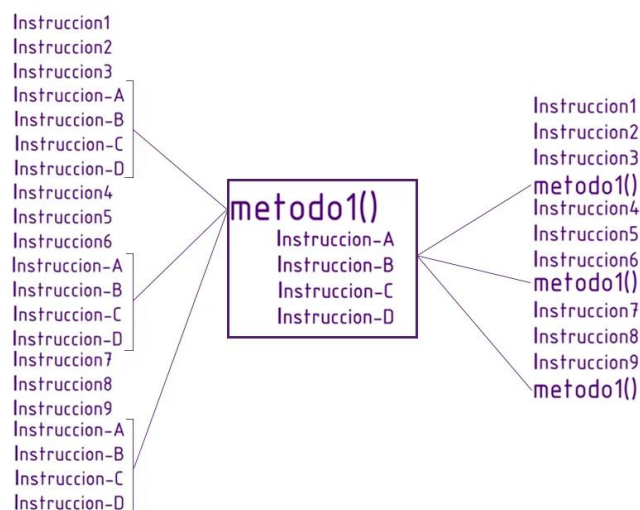 Instruccion1
Instruccion2
Instruccion3
Instruccion-A
Instruccion-B
Instruccion-C
Instruccion-D
Instruccion4
Instruccion5
Instruccion6
Instruccion-A
Instruccion-B
Instruccion-C
Instruccion-D
Instruccion7
Instruccion8
Instruccion9
Instruccion-A
Instruccion-B
Instruccion-C
Instruccion-D
metodo1()
Instruccion-A
Instruccion-B
Instruccion-C
Instruccion-D
Instruccion1
Instruccion2
Instruccion3
metodo1()
Instruccion4
Instruccion5
Instruccion6
metodo1()
Instruccion7
Instruccion8
Instruccion9
metodo1()